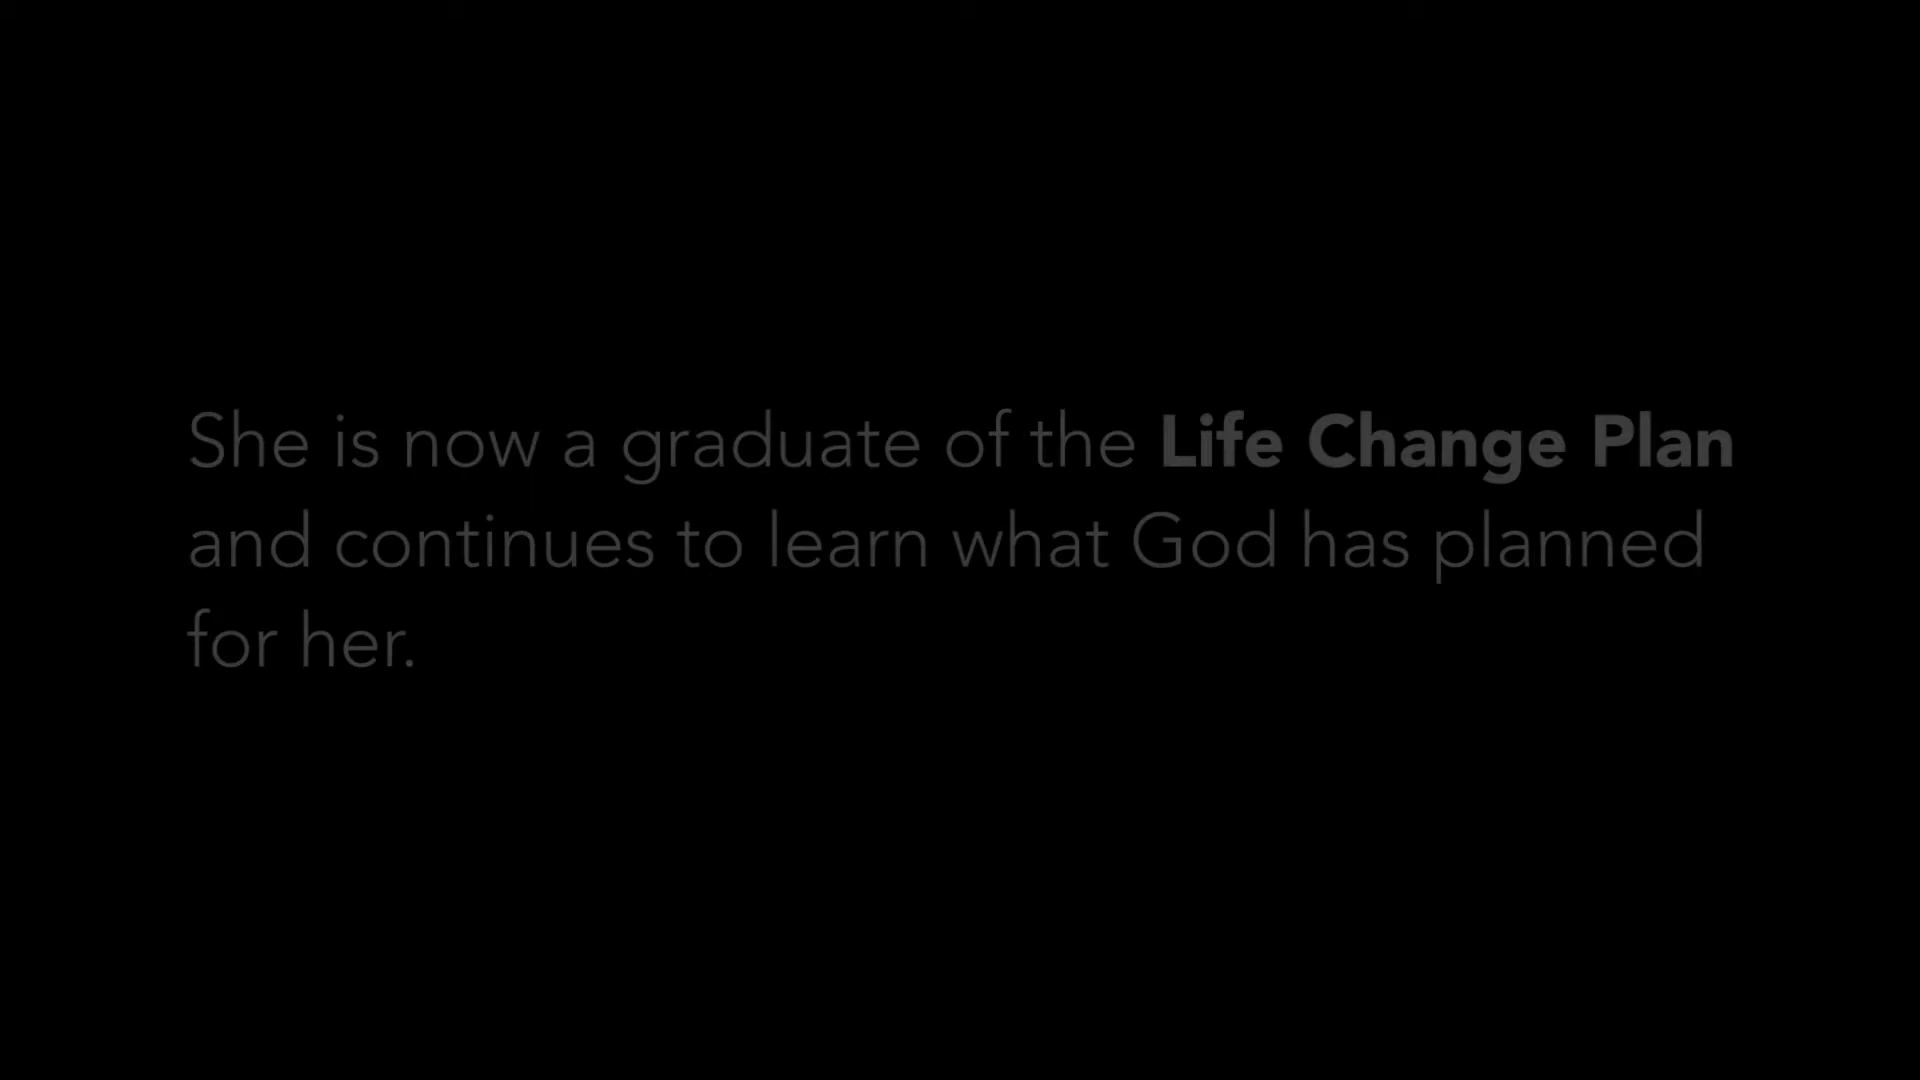 She is now a graduate of the Life Change Plan
and continues to learn what God has planned
for her.